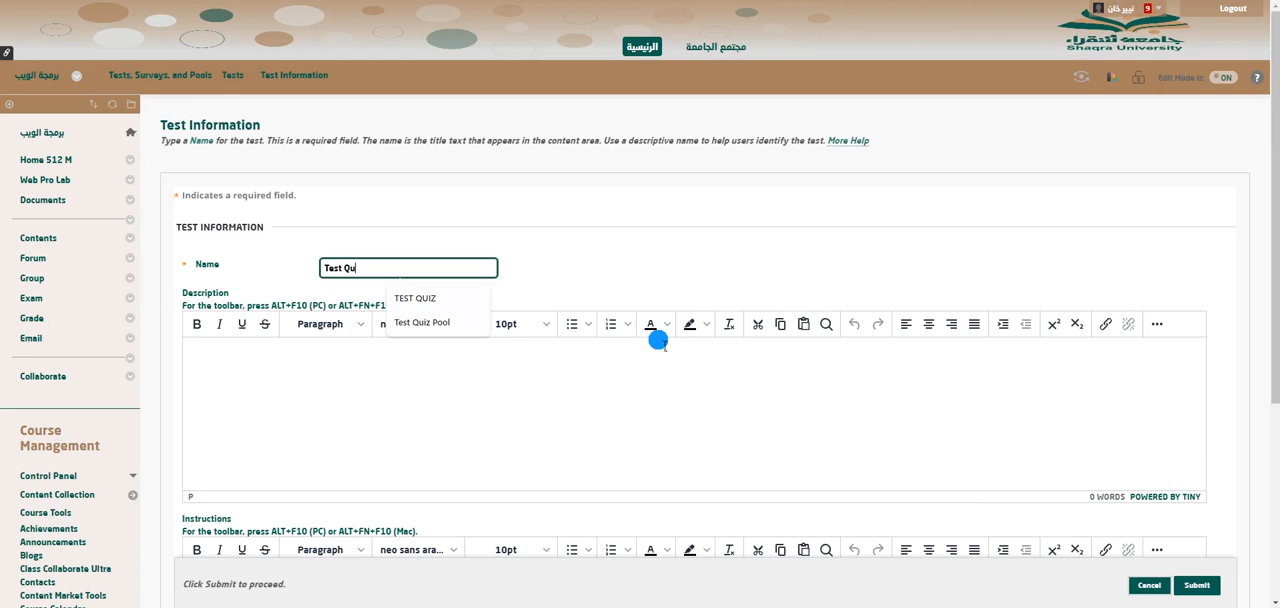 نيير خان
9
Logout
الرئيسية
مجتمع الجامعة
جامعة شقراء
Shaqra University
برمجة الويب
Tests, Surveys, and Pools
Tests
Test Information
Edit Mode is:
ON
?
برمجة الويب
Home 512 M
Web Pro Lab
Documents
Contents
Forum
Group
Exam
Grade
Email
Collaborate
Course
Management
Control Panel
Content Collection
Course Tools
Achievements
Announcements
Blogs
Class Collaborate Ultra
Contacts
Content Market Tools
Course Calendar
Test Information
Type a Name for the test. This is a required field. The name is the title text that appears in the content area. Use a descriptive name to help users identify the test. More Help
* Indicates a required field.
TEST INFORMATION
* Name
Test Qu
TEST QUIZ
Test Quiz Pool
Description
For the toolbar, press ALT+F10 (PC) or ALT+FN+F1
B I U S Paragraph n 10pt
P
0 WORDS POWERED BY TINY
Instructions
For the toolbar, press ALT+F10 (PC) or ALT+FN+F10 (Mac).
B I U S Paragraph neo sans ara... 10pt
Click Submit to proceed.
Cancel
Submit